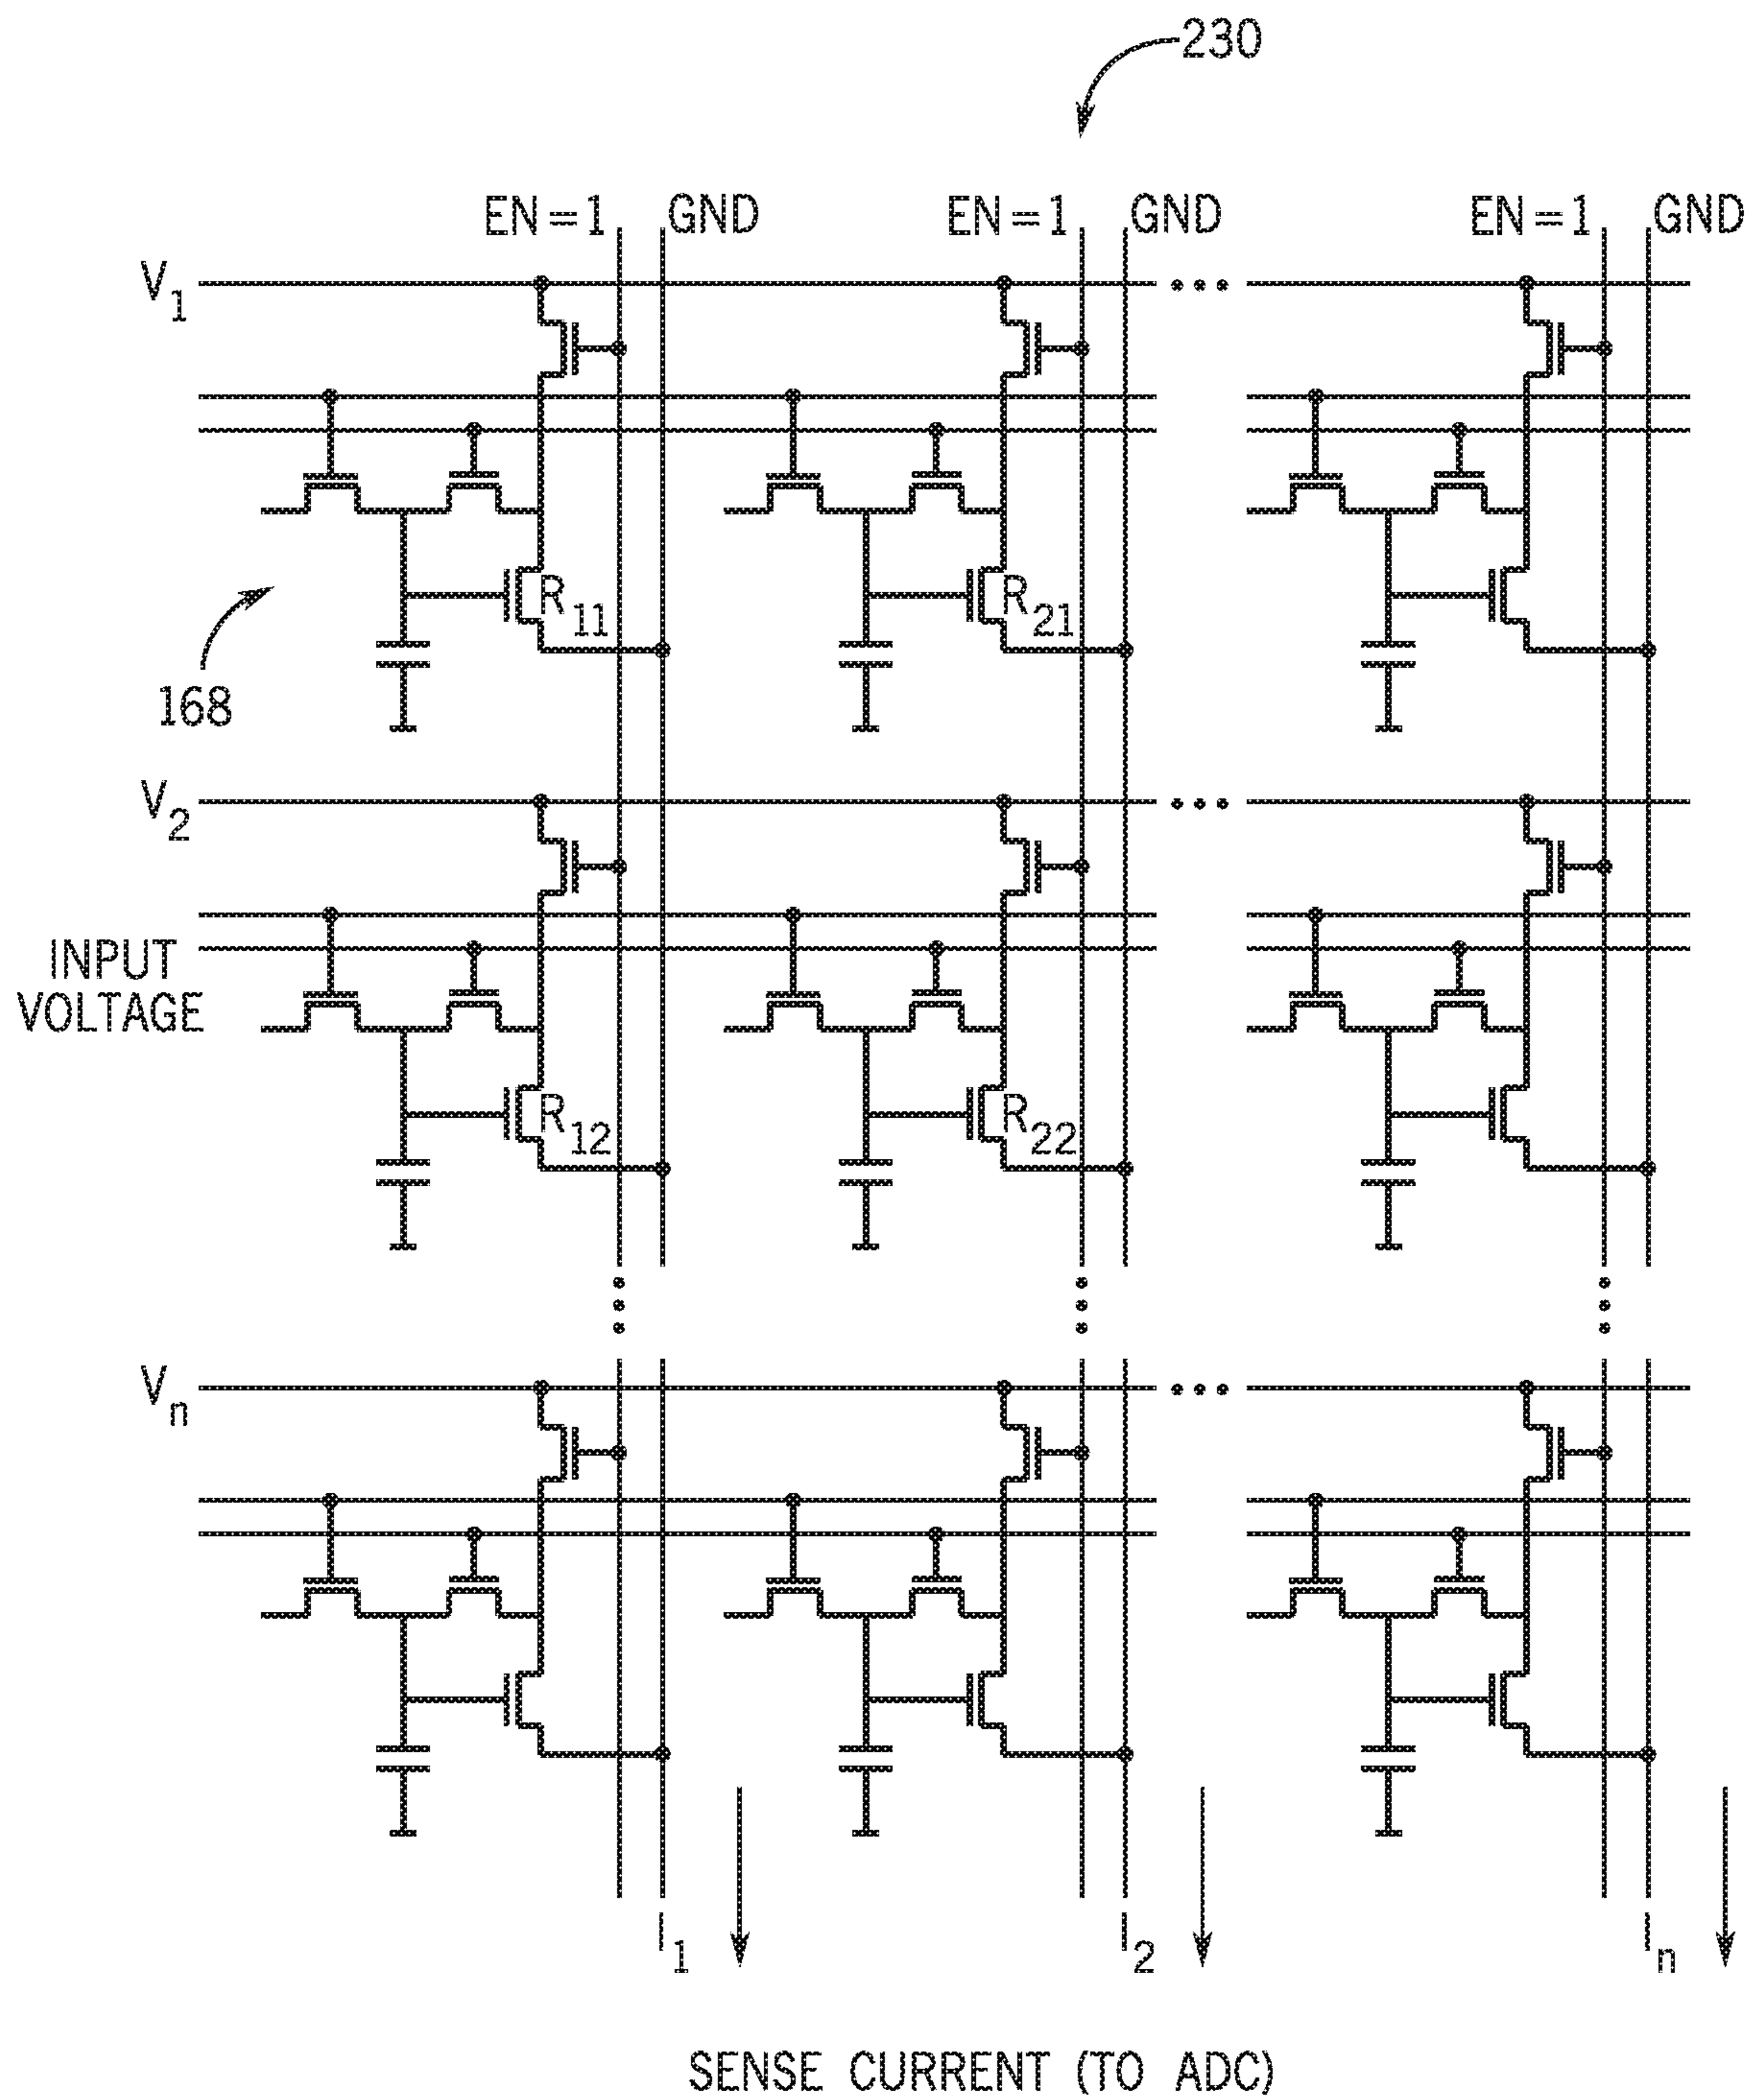 230
EN=1 GND EN=1 GND EN=1 GND
V1
R11 R21
168
V2
INPUT
VOLTAGE
R12 R22
Vn
I1 I2 In
SENSE CURRENT (TO ADC)